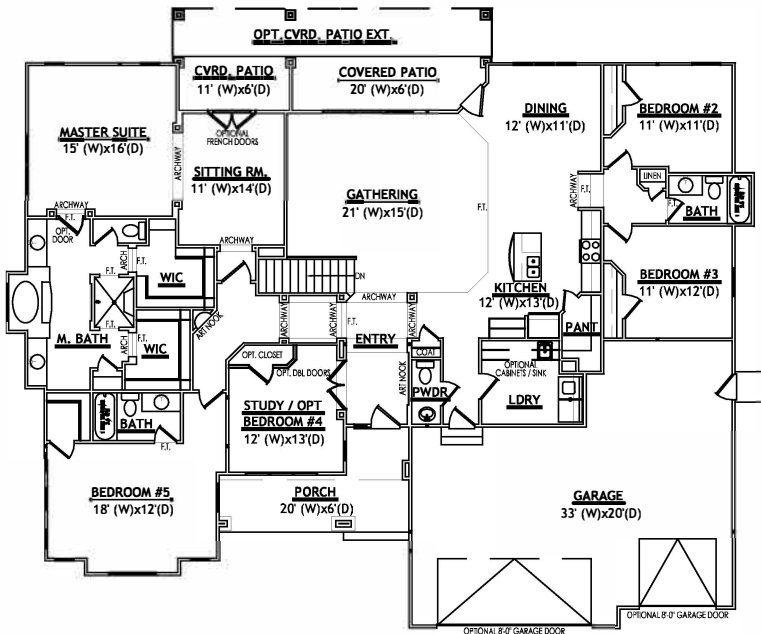 OPT. CVRD. PATIO EXT.
CVRD. PATIO
11' (W)x6'(D)
COVERED PATIO
20' (W)x6'(D)
MASTER SUITE
15' (W)x16'(D)
OPTIONAL
FRENCH DOORS
ARCHWAY
SITTING RM.
11' (W)x14'(D)
GATHERING
21' (W)x15'(D)
F.T.
DINING
12' (W)x11'(D)
BEDROOM #2
11' (W)x11'(D)
ARCHWAY
F.T.
LINEN
F.T.
BATH
ARCHWAY
F.T.
OPT.
DOOR
ARCHWAY
F.T.
ARCH
WIC
F.T.
ARCH
F.T.
WIC
M. BATH
ART NOOK
DN
ARCHWAY
ARCHWAY
F.T.
ARCHWAY
ENTRY
KITCHEN
12' (W)x13'(D)
BEDROOM #3
11' (W)x12'(D)
PANT
COAT
OPTIONAL
CABINETS / SINK
OPT. CLOSET
OPT. DBL DOORS
ART NOOK
PWDR
LDRY
STUDY / OPT
BEDROOM #4
12' (W)x13'(D)
BATH
F.T.
BEDROOM #5
18' (W)x12'(D)
PORCH
20' (W)x6'(D)
GARAGE
33' (W)x20'(D)
OPTIONAL 8'-0" GARAGE DOOR
OPTIONAL 8'-0" GARAGE DOOR